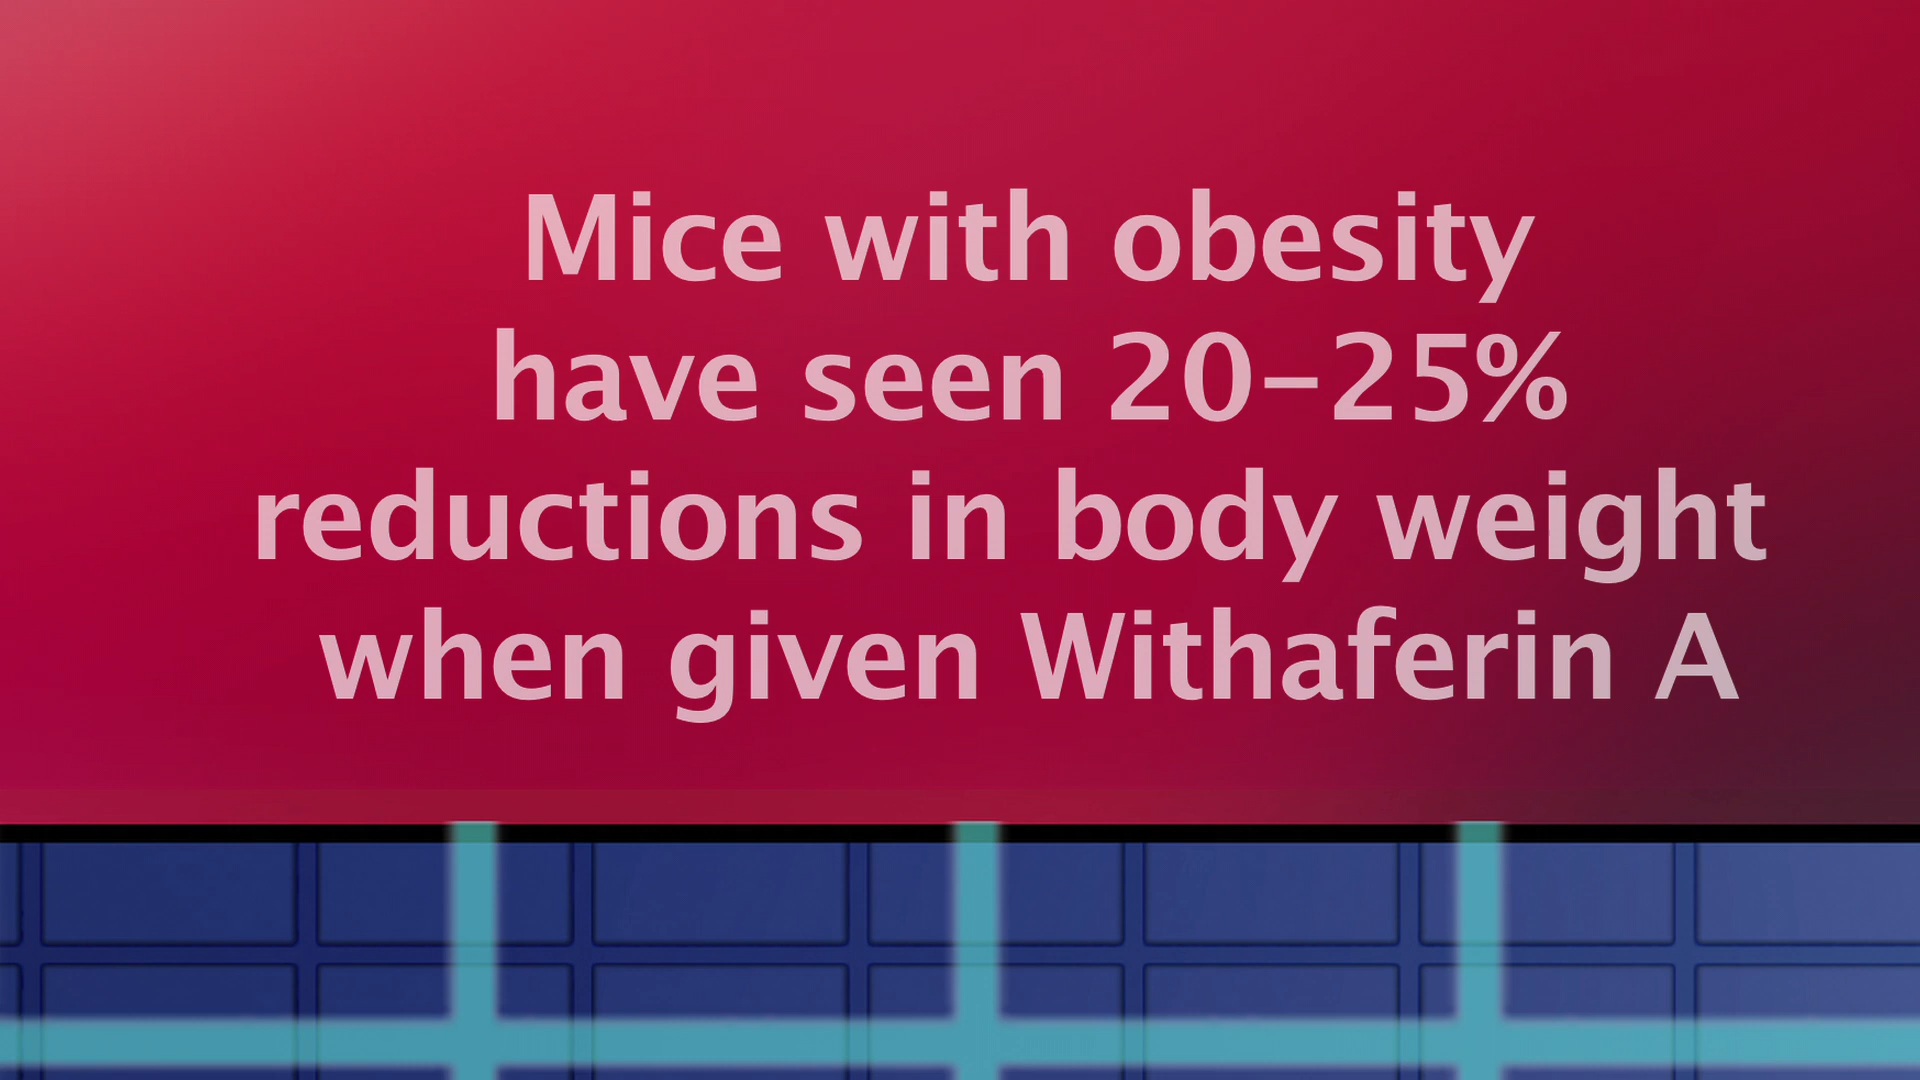 Mice with obesity
have seen 20-25%
reductions in body weight
when given Withaferin A